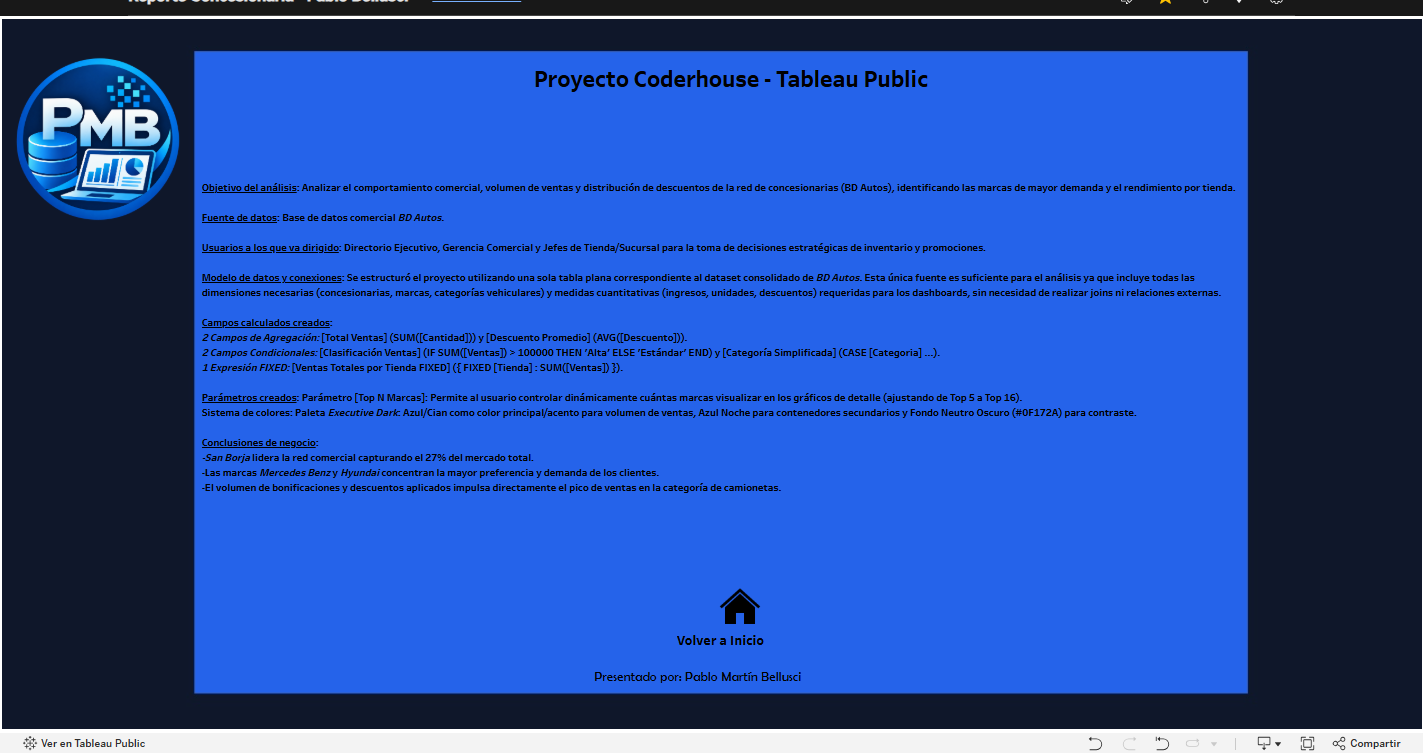 Reporte Concesionaria - Pablo Bellusci
PMB
Proyecto Coderhouse - Tableau Public
Objetivo del análisis: Analizar el comportamiento comercial, volumen de ventas y distribución de descuentos de la red de concesionarias (BD Autos), identificando las marcas de mayor demanda y el rendimiento por tienda.
Fuente de datos: Base de datos comercial BD Autos.
Usuarios a los que va dirigido: Directorio Ejecutivo, Gerencia Comercial y Jefes de Tienda/Sucursal para la toma de decisiones estratégicas de inventario y promociones.
Modelo de datos y conexiones: Se estructuró el proyecto utilizando una sola tabla plana correspondiente al dataset consolidado de BD Autos. Esta única fuente es suficiente para el análisis ya que incluye todas las
dimensiones necesarias (concesionarias, marcas, categorías vehiculares) y medidas cuantitativas (ingresos, unidades, descuentos) requeridas para los dashboards, sin necesidad de realizar joins ni relaciones externas.
Campos calculados creados:
2 Campos de Agregación: [Total Ventas] (SUM([Cantidad])) y [Descuento Promedio] (AVG([Descuento])).
2 Campos Condicionales: [Clasificación Ventas] (IF SUM([Ventas]) > 100000 THEN 'Alta' ELSE 'Estándar' END) y [Categoría Simplificada] (CASE [Categoria] ...).
1 Expresión FIXED: [Ventas Totales por Tienda FIXED] ({ FIXED [Tienda] : SUM([Ventas]) }).
Parámetros creados: Parámetro [Top N Marcas]: Permite al usuario controlar dinámicamente cuántas marcas visualizar en los gráficos de detalle (ajustando de Top 5 a Top 16).
Sistema de colores: Paleta Executive Dark: Azul/Cian como color principal/acento para volumen de ventas, Azul Noche para contenedores secundarios y Fondo Neutro Oscuro (#0F172A) para contraste.
Conclusiones de negocio:
-San Borja lidera la red comercial capturando el 27% del mercado total.
-Las marcas Mercedes Benz y Hyundai concentran la mayor preferencia y demanda de los clientes.
-El volumen de bonificaciones y descuentos aplicados impulsa directamente el pico de ventas en la categoría de camionetas.
Volver a Inicio
Presentado por: Pablo Martín Bellusci
Ver en Tableau Public
Compartir